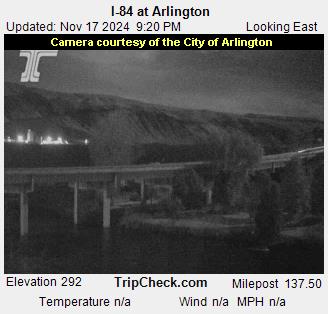 I-84 at Arlington
Updated: Nov 17 2024 9:20 PM Looking East
Camera courtesy of the City of Arlington
Elevation 292 TripCheck.com Milepost 137.50
Temperature n/a Wind n/a MPH n/a